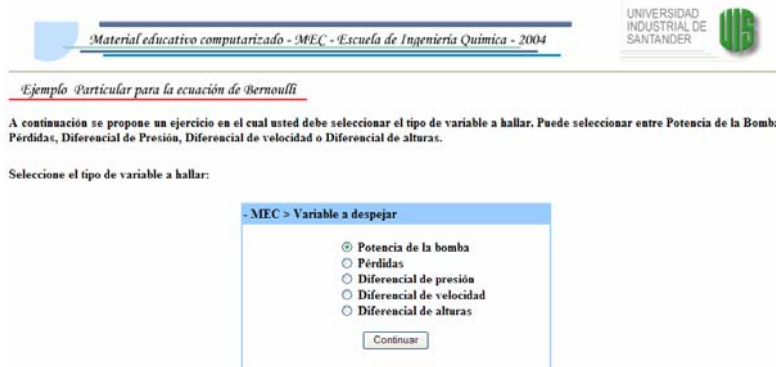 Material educativo computarizado - MEC - Escuela de Ingeniería Quimica - 2004
UNIVERSIDAD
INDUSTRIAL DE
SANTANDER
UIS
Ejemplo Particular para la ecuación de Bernoulli
A continuación se propone un ejercicio en el cual usted debe seleccionar el tipo de variable a hallar. Puede seleccionar entre Potencia de la Bomba
Pérdidas, Diferencial de Presión, Diferencial de velocidad o Diferencial de alturas.
Seleccione el tipo de variable a hallar:
- MEC > Variable a despejar
Potencia de la bomba
Pérdidas
Diferencial de presión
Diferencial de velocidad
Diferencial de alturas
Continuar